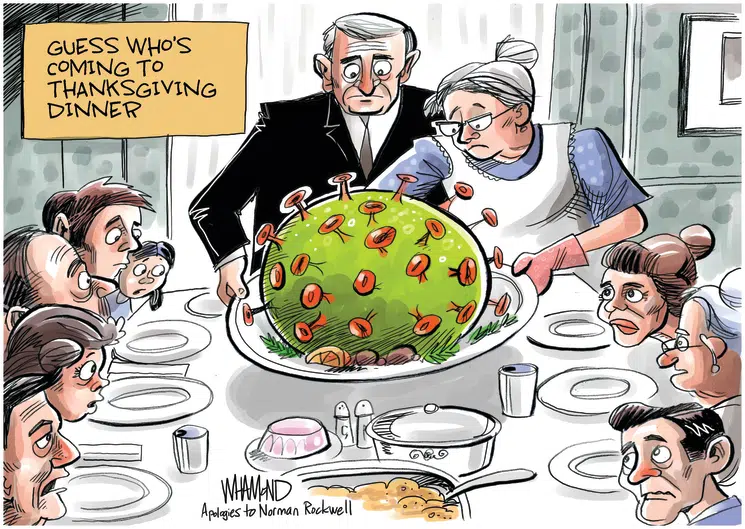 GUESS WHO'S
COMING TO
THANKSGIVING
DINNER
WHAMOND
Apologies to Norman Rockwell